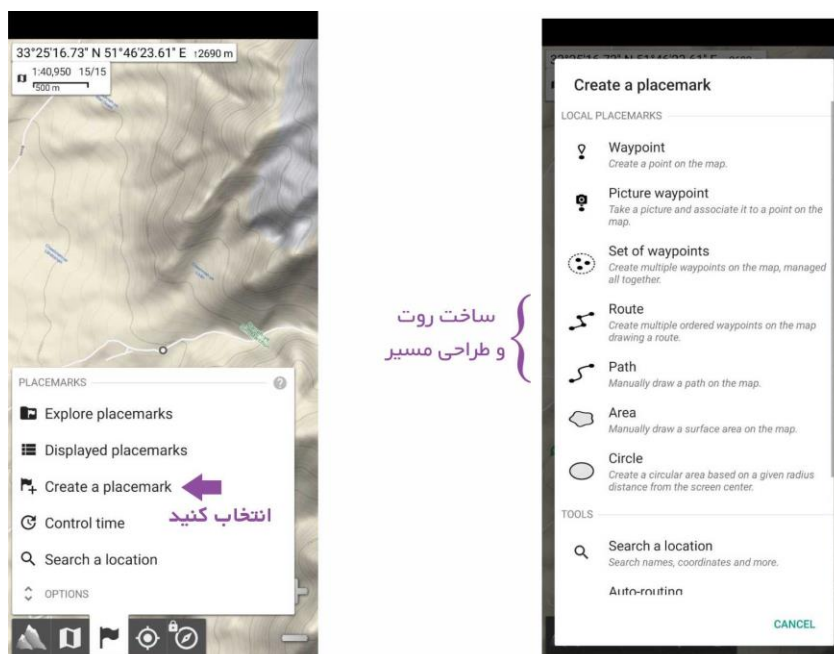 33°25'16.73" N 51°46'23.61" E ↑2690 m
1:40,950 15/15
500 m
PLACEMARKS
Explore placemarks
Displayed placemarks
Create a placemark
انتخاب کنید
Control time
Search a location
OPTIONS
ساخت روت
و طراحی مسیر
Create a placemark
LOCAL PLACEMARKS
Waypoint
Create a point on the map.
Picture waypoint
Take a picture and associate it to a point on the
map.
Set of waypoints
Create multiple waypoints on the map, managed
all together.
Route
Create multiple ordered waypoints on the map
drawing a route.
Path
Manually draw a path on the map.
Area
Manually draw a surface area on the map.
Circle
Create a circular area based on a given radius
distance from the screen center.
TOOLS
Search a location
Search names, coordinates and more.
Auto-routing
CANCEL